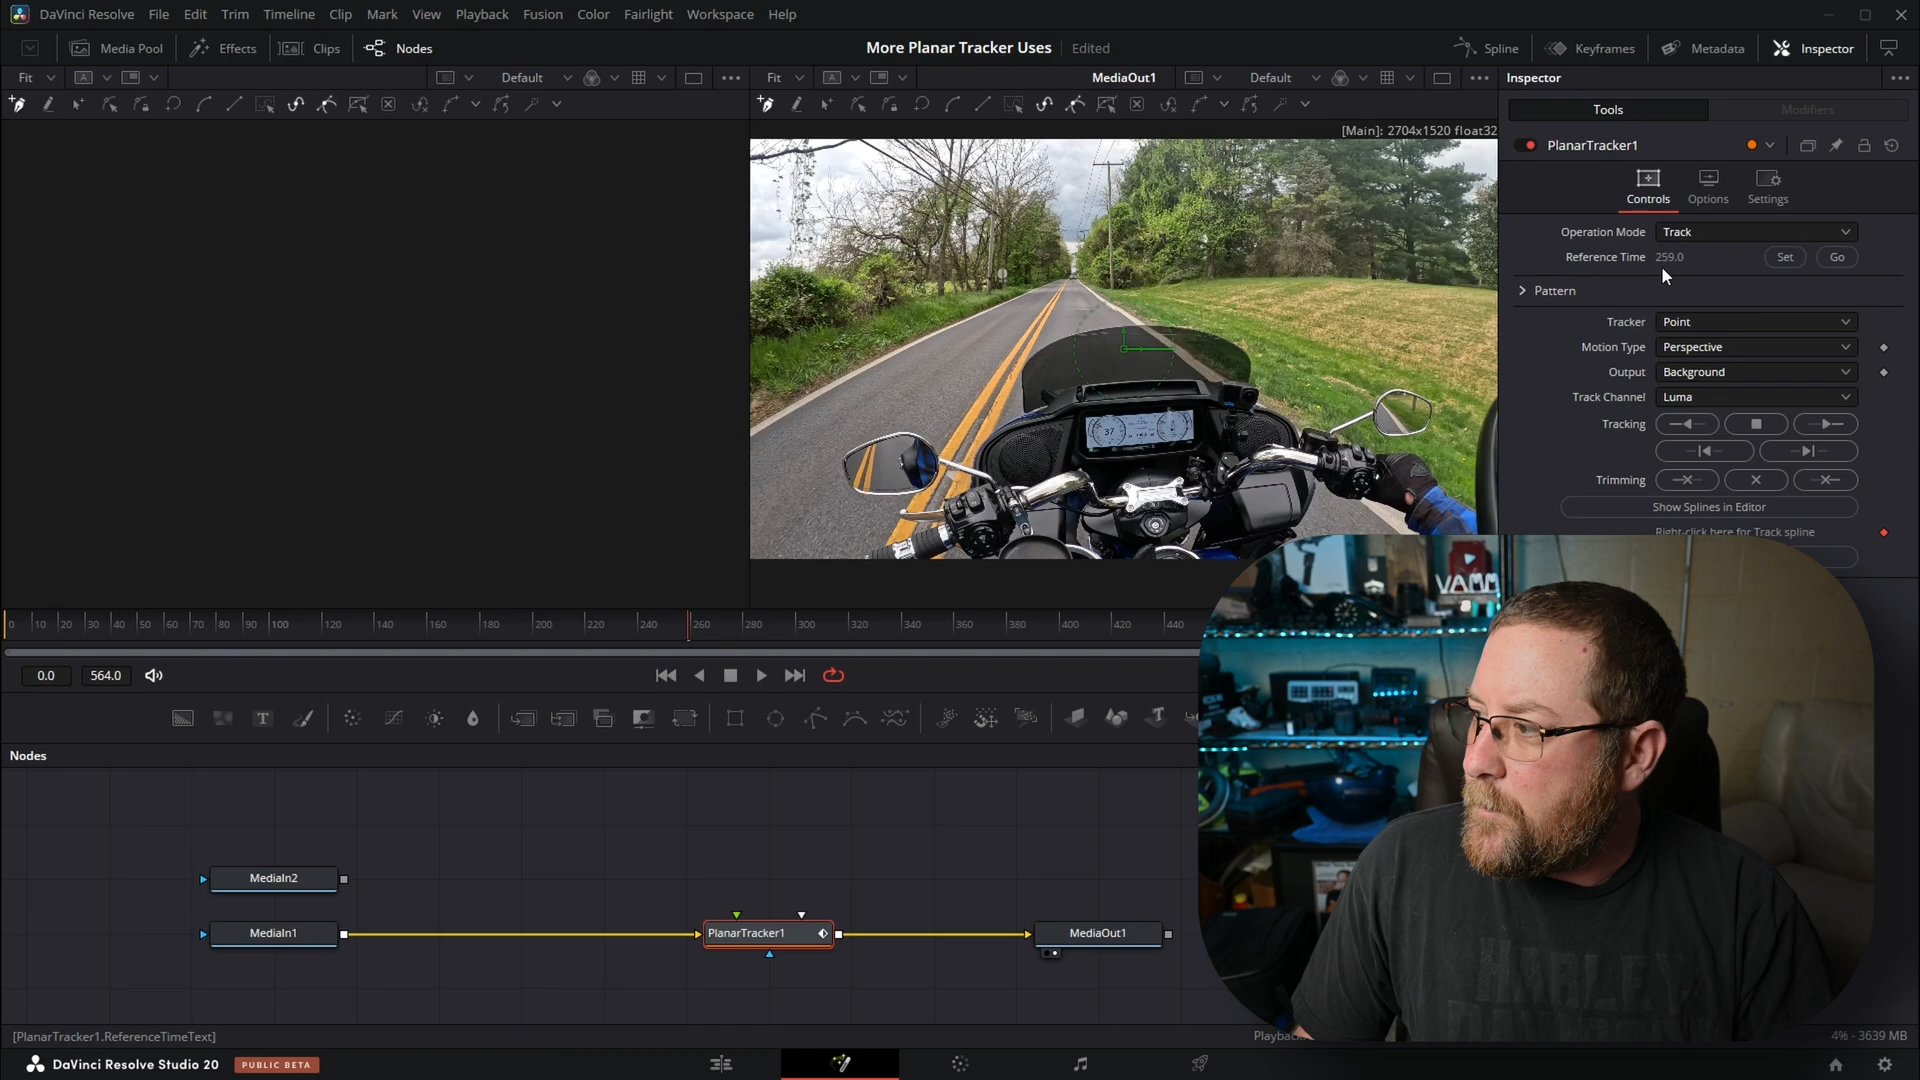 DaVinci Resolve File Edit Trim Timeline Clip Mark View Playback Fusion Color Fairlight Workspace Help
Media Pool Effects Clips Nodes More Planar Tracker Uses Edited Spline Keyframes Metadata Inspector
Fit Default Fit MediaOut1 Default Inspector
Tools Modifiers
[Main]: 2704x1520 float32
PlanarTracker1
Controls Options Settings
Operation Mode Track
Reference Time 259.0 Set Go
Pattern
Tracker Point
Motion Type Perspective
Output Background
Track Channel Luma
Tracking
Trimming
Show Splines in Editor
Right-click here for Track spline
37
VAMM
0 10 20 30 40 50 60 70 80 90 100 120 140 160 180 200 220 240 260 280 300 320 340 360 380 400 420 440
0.0 564.0
T T
Nodes
MediaIn2
MediaIn1 PlanarTracker1 MediaOut1
[PlanarTracker1.ReferenceTimeText] Playback: 4% - 3639 MB
DaVinci Resolve Studio 20 PUBLIC BETA